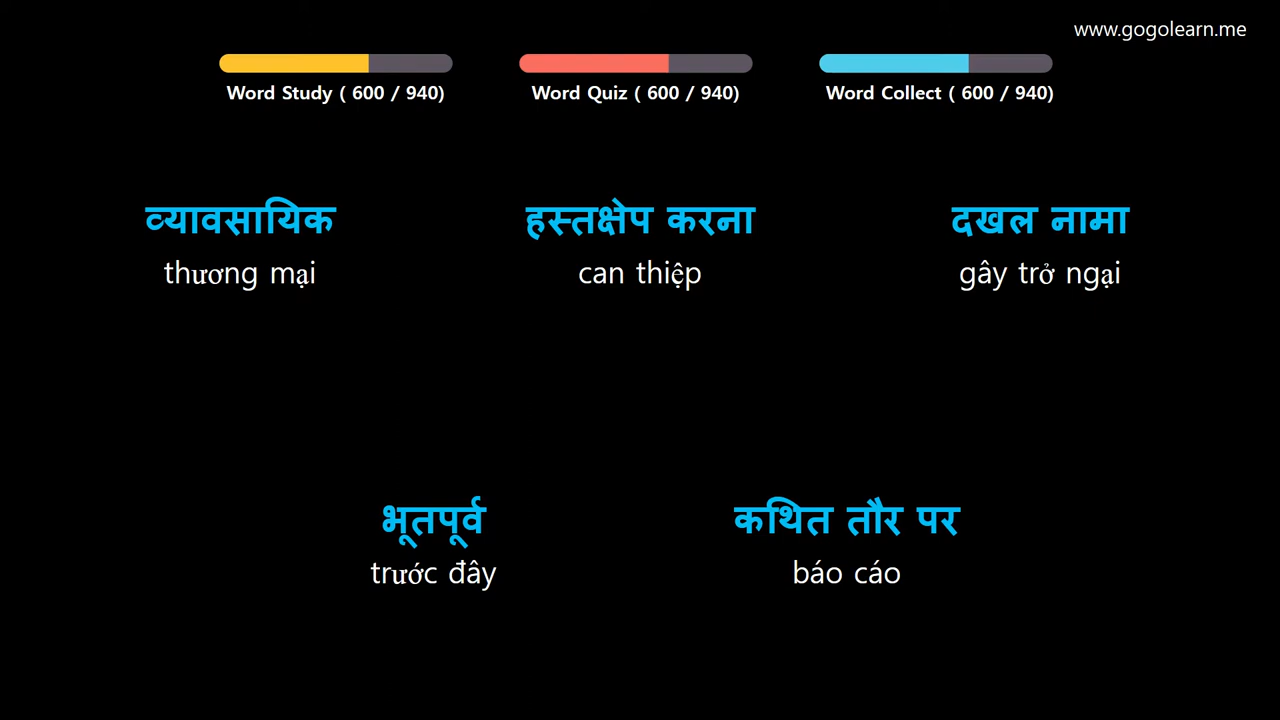 www.gogolearn.me
Word Study ( 600 / 940)
Word Quiz ( 600 / 940)
Word Collect ( 600 / 940)
व्यावसायिक
thương mại
हस्तक्षेप करना
can thiệp
दखल नामा
gây trở ngại
भूतपूर्व
trước đây
कथित तौर पर
báo cáo